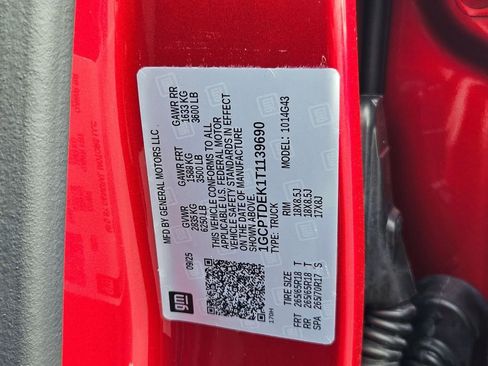 MFD BY GENERAL MOTORS LLC
09/25 GVWR GAWR FRT GAWR RR
2835 KG 1588 KG 1633 KG
6250 LB 3500 LB 3600 LB
THIS VEHICLE CONFORMS TO ALL
APPLICABLE U.S. FEDERAL MOTOR
VEHICLE SAFETY STANDARDS IN EFFECT
ON THE DATE OF MANUFACTURE
SHOWN ABOVE.
1GCPTDEK1T1139690
TYPE: TRUCK MODEL: 1014G43
TIRE SIZE RIM
FRT 265/65R18 T 18X8.5J
RR 265/65R18 T 18X8.5J
SPA 265/70R17 S 17X8J
gm
170H